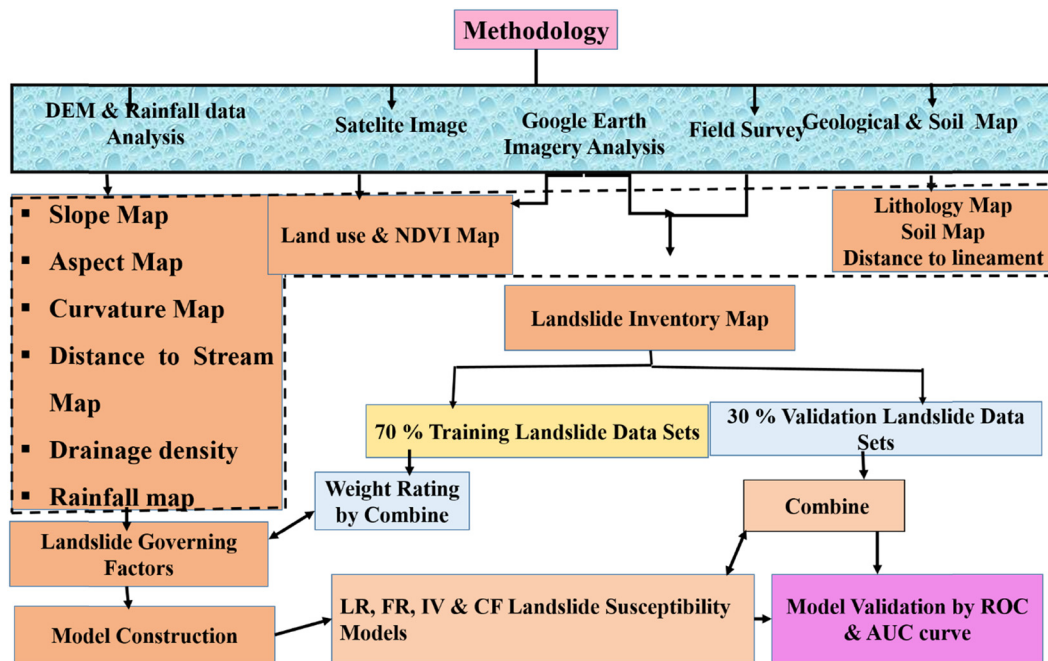 Methodology
DEM & Rainfall data
Analysis
Satelite Image
Google Earth
Imagery Analysis
Field Survey
Geological & Soil Map
▪ Slope Map
▪ Aspect Map
▪ Curvature Map
▪ Distance to Stream
Map
▪ Drainage density
▪ Rainfall map
Land use & NDVI Map
Lithology Map
Soil Map
Distance to lineament
Landslide Inventory Map
70 % Training Landslide Data Sets
30 % Validation Landslide Data
Sets
Weight Rating
by Combine
Combine
Landslide Governing
Factors
Model Construction
LR, FR, IV & CF Landslide Susceptibility
Models
Model Validation by ROC
& AUC curve